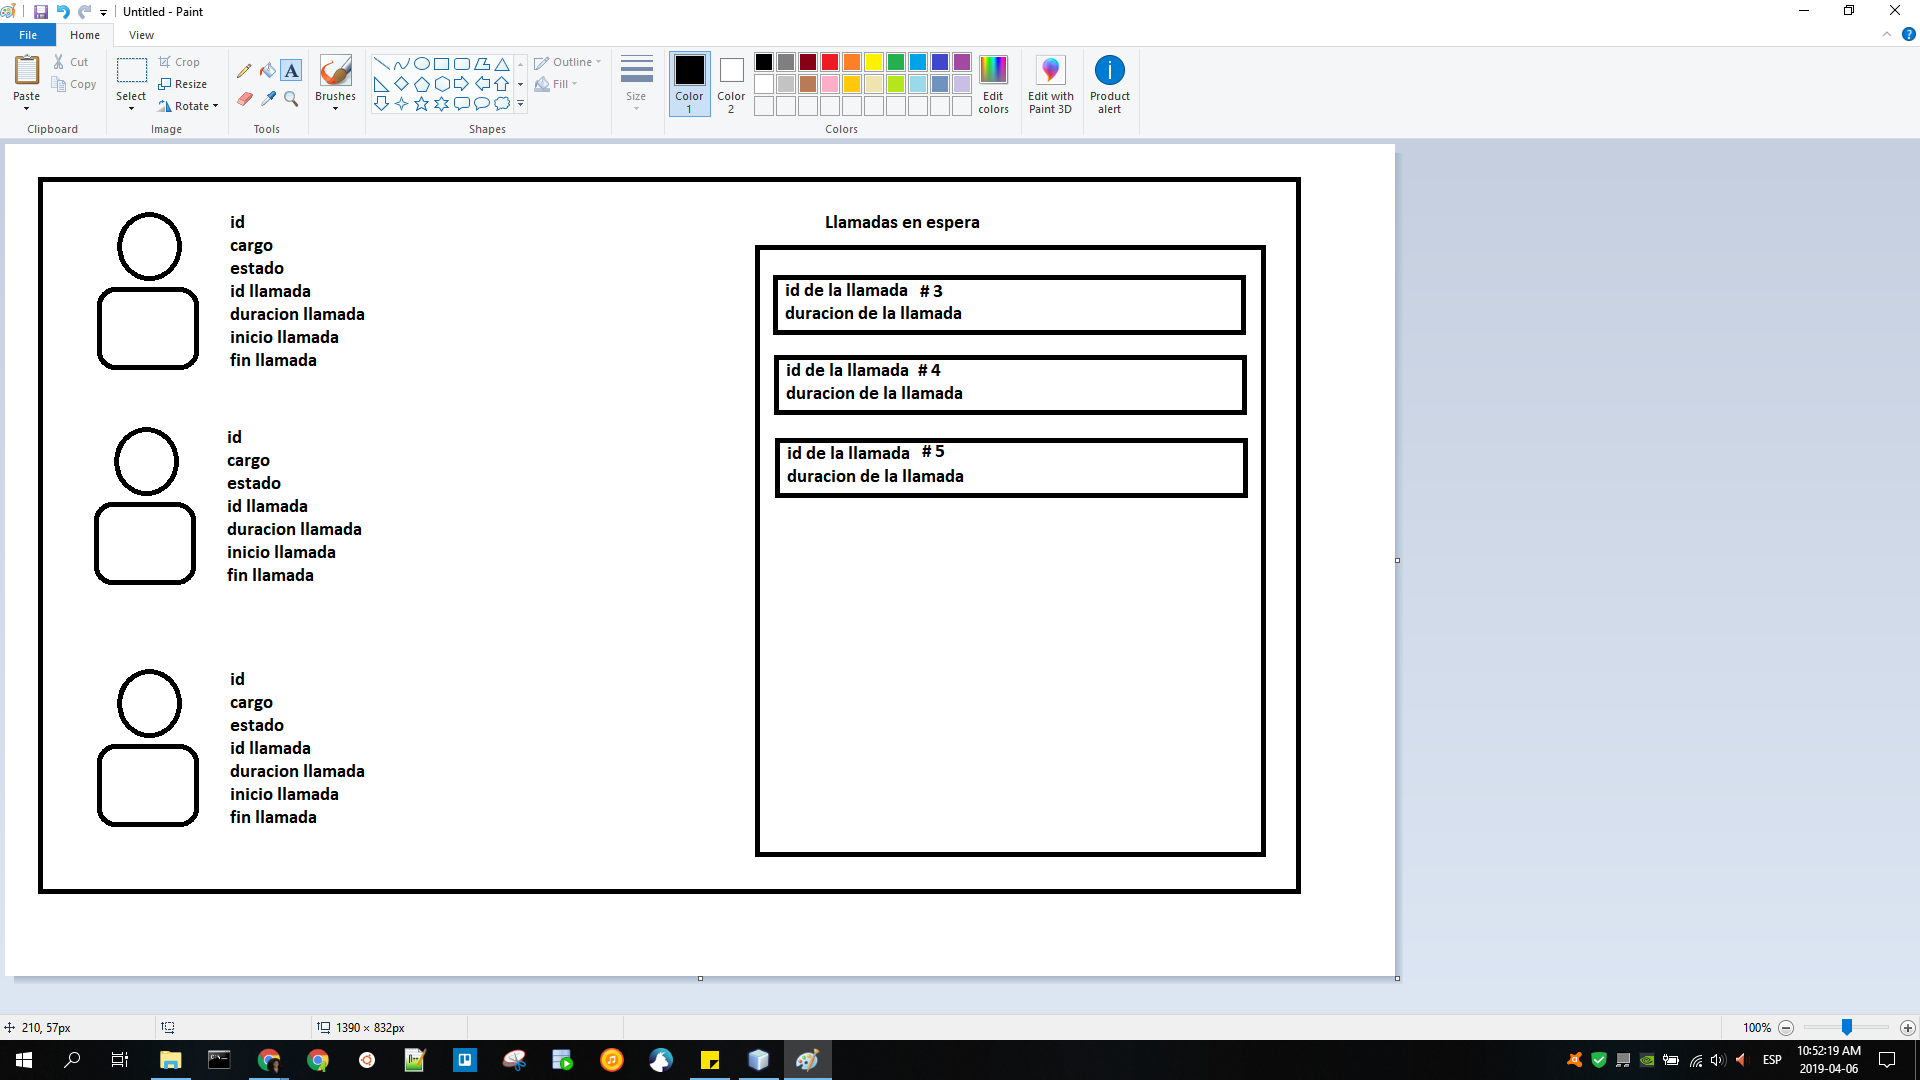 Untitled - Paint
File
Home
View
Paste
Cut
Copy
Clipboard
Select
Crop
Resize
Rotate
Image
A
Tools
Brushes
Shapes
Outline
Fill
Size
Color 1
Color 2
Colors
Edit colors
Edit with Paint 3D
Product alert
id
cargo
estado
id llamada
duracion llamada
inicio llamada
fin llamada
id
cargo
estado
id llamada
duracion llamada
inicio llamada
fin llamada
id
cargo
estado
id llamada
duracion llamada
inicio llamada
fin llamada
Llamadas en espera
id de la llamada # 3
duracion de la llamada
id de la llamada # 4
duracion de la llamada
id de la llamada # 5
duracion de la llamada
210, 57px
1390 × 832px
100%
ESP
10:52:19 AM
2019-04-06